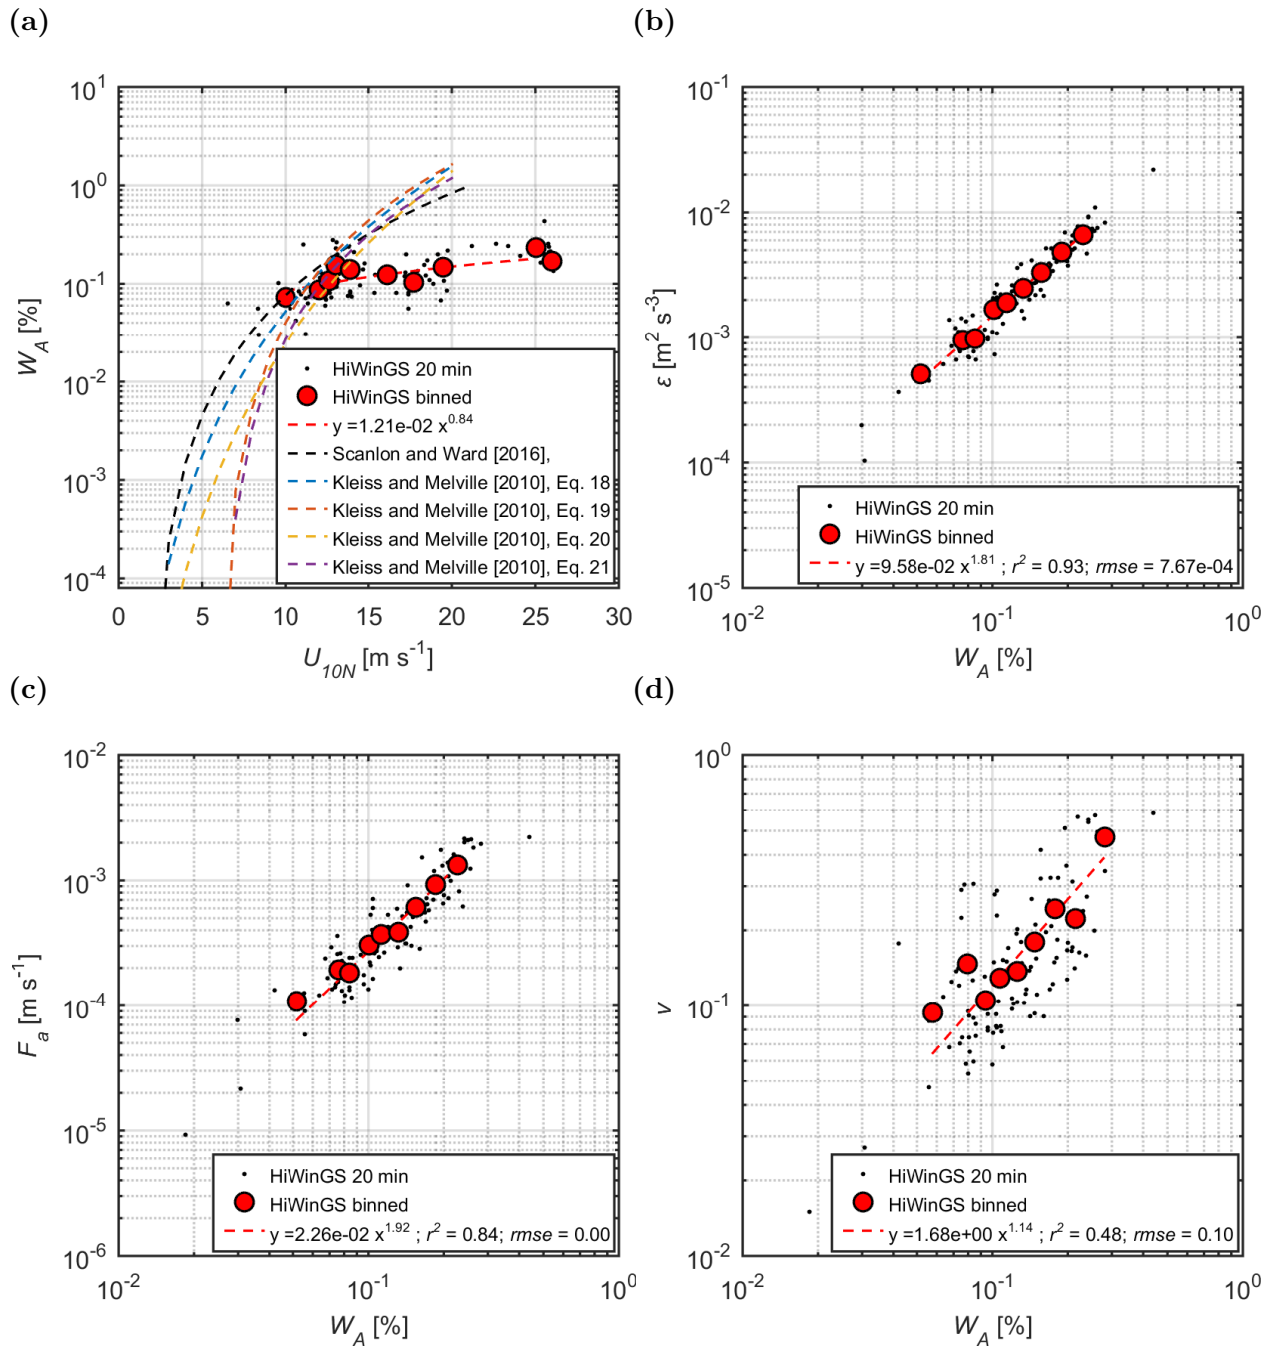 (a)
10^1
10^0
10^-1
10^-2
10^-3
10^-4
W_A [%]
HiWinGS 20 min
HiWinGS binned
y =1.21e-02 x^0.84
Scanlon and Ward [2016],
Kleiss and Melville [2010], Eq. 18
Kleiss and Melville [2010], Eq. 19
Kleiss and Melville [2010], Eq. 20
Kleiss and Melville [2010], Eq. 21
0 5 10 15 20 25 30
U_10N [m s^-1]
(b)
10^-1
10^-2
10^-3
10^-4
10^-5
ε [m^2 s^-3]
HiWinGS 20 min
HiWinGS binned
y =9.58e-02 x^1.81 ; r^2 = 0.93; rmse = 7.67e-04
10^-2 10^-1 10^0
W_A [%]
(c)
10^-2
10^-3
10^-4
10^-5
10^-6
F_a [m s^-1]
HiWinGS 20 min
HiWinGS binned
y =2.26e-02 x^1.92 ; r^2 = 0.84; rmse = 0.00
10^-2 10^-1 10^0
W_A [%]
(d)
10^0
10^-1
10^-2
v
HiWinGS 20 min
HiWinGS binned
y =1.68e+00 x^1.14 ; r^2 = 0.48; rmse = 0.10
10^-2 10^-1 10^0
W_A [%]